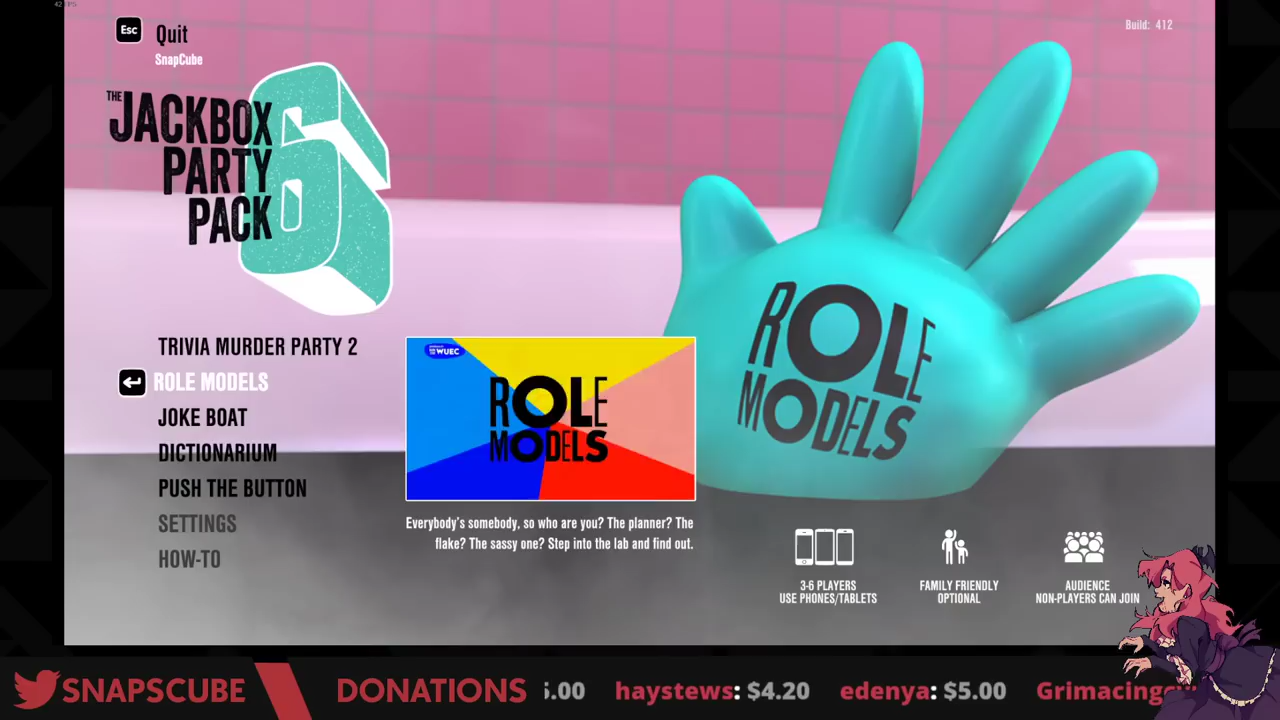 Esc Quit
SnapCube
Build: 412
THE
JACKBOX
PARTY
PACK
6
TRIVIA MURDER PARTY 2
ROLE MODELS
JOKE BOAT
DICTIONARIUM
PUSH THE BUTTON
SETTINGS
HOW-TO
WUEC
ROLE
MODELS
Everybody's somebody, so who are you? The planner? The
flake? The sassy one? Step into the lab and find out.
ROLE
MODELS
3-6 PLAYERS
USE PHONES/TABLETS
FAMILY FRIENDLY
OPTIONAL
AUDIENCE
NON-PLAYERS CAN JOIN
SNAPSCUBE DONATIONS .00 haystews: $4.20 edenya: $5.00